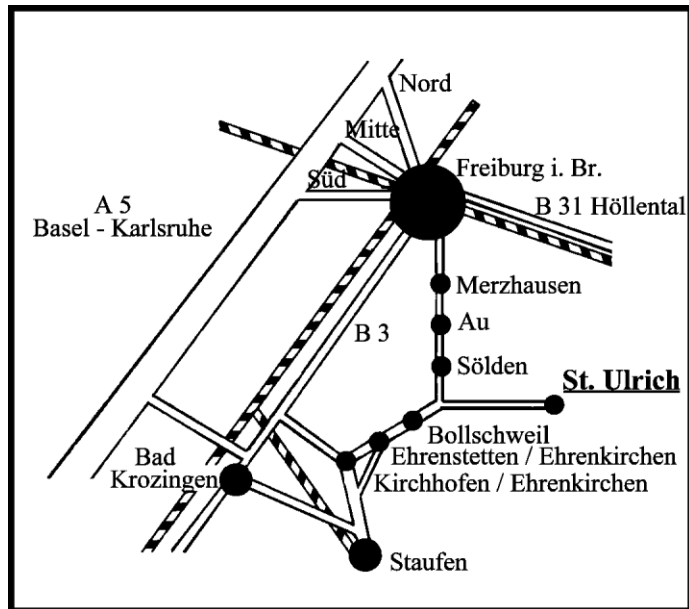 Nord
Mitte
Freiburg i. Br.
Süd
A 5
B 31 Höllental
Basel - Karlsruhe
Merzhausen
Au
B 3
Sölden
St. Ulrich
Bollschweil
Bad
Ehrenstetten / Ehrenkirchen
Krozingen
Kirchhofen / Ehrenkirchen
Staufen